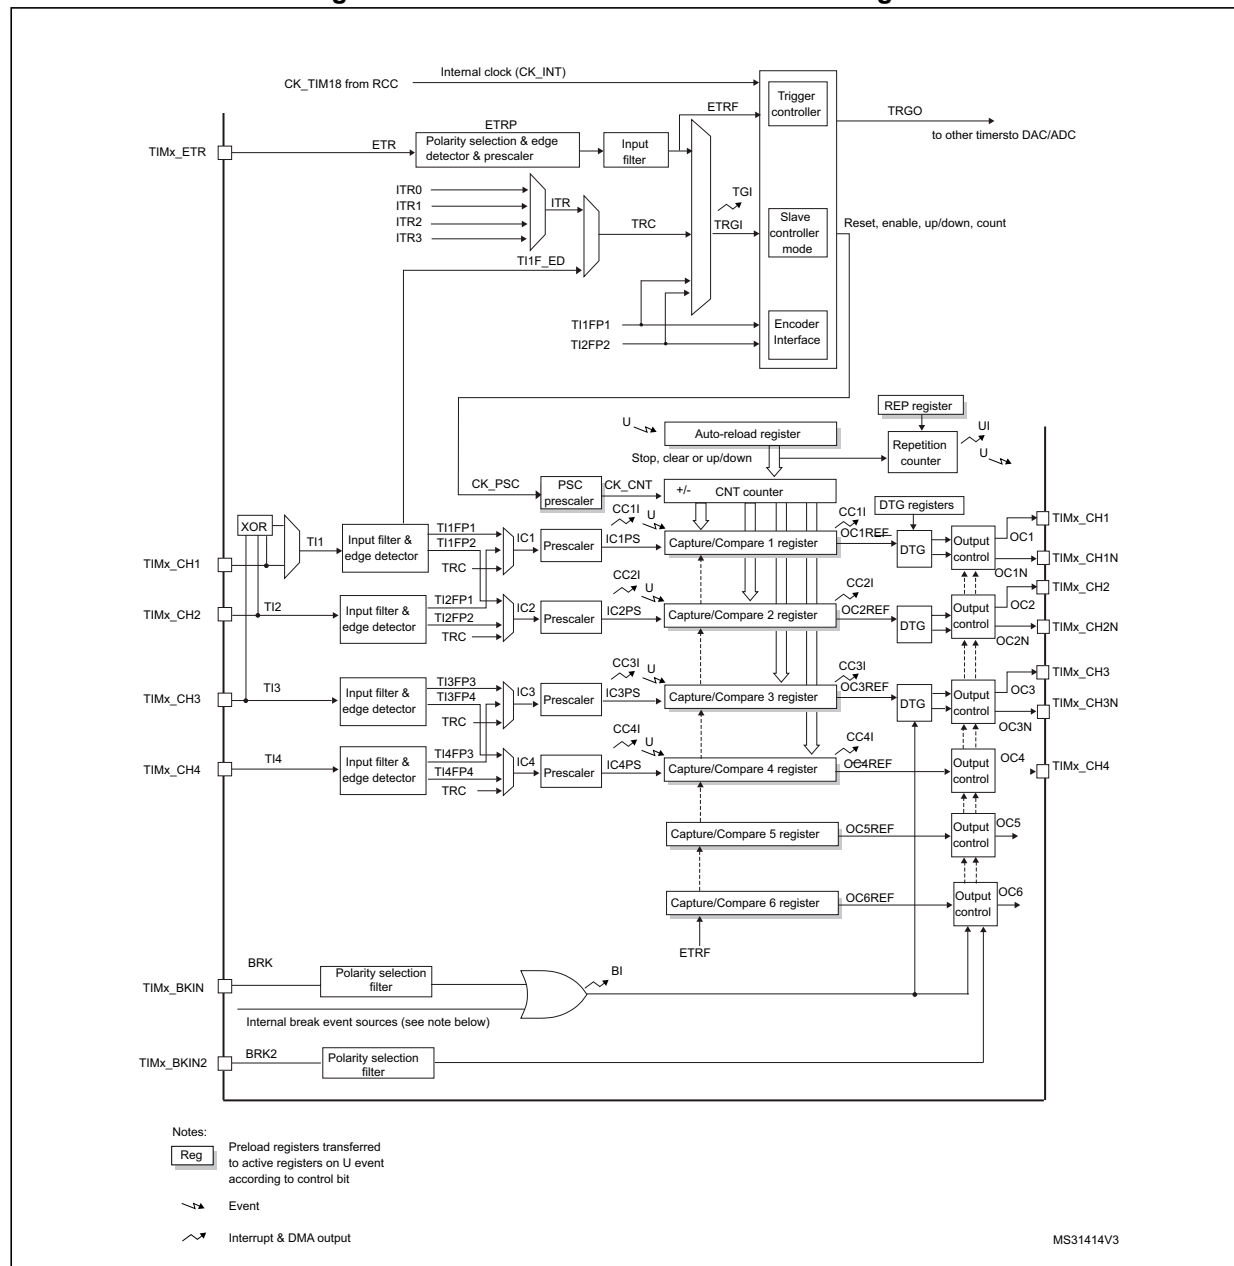 CK_TIM18 from RCC
Internal clock (CK_INT)
Trigger
controller
ETRF
TRGO
to other timersto DAC/ADC
TIMx_ETR
ETR
ETRP
Polarity selection & edge
detector & prescaler
Input
filter
ITR0
ITR1
ITR2
ITR3
ITR
TRC
TGI
TRGI
Slave
controller
mode
Reset, enable, up/down, count
TI1F_ED
TI1FP1
TI2FP2
Encoder
Interface
REP register
U
Auto-reload register
Stop, clear or up/down
Repetition
counter
UI
U
CK_PSC
PSC
prescaler
CK_CNT
+/-
CNT counter
DTG registers
XOR
TI1
TIMx_CH1
Input filter &
edge detector
TI1FP1
TI1FP2
TRC
IC1
Prescaler
IC1PS
CC1I
U
Capture/Compare 1 register
CC1I
OC1REF
DTG
Output
control
OC1
TIMx_CH1
TIMx_CH1N
OC1N
TIMx_CH2
TI2
Input filter &
edge detector
TI2FP1
TI2FP2
TRC
IC2
Prescaler
IC2PS
CC2I
U
Capture/Compare 2 register
CC2I
OC2REF
DTG
Output
control
OC2
TIMx_CH2
TIMx_CH2N
OC2N
TIMx_CH3
TI3
Input filter &
edge detector
TI3FP3
TI3FP4
TRC
IC3
Prescaler
IC3PS
CC3I
U
Capture/Compare 3 register
CC3I
OC3REF
DTG
Output
control
OC3
TIMx_CH3
TIMx_CH3N
OC3N
TIMx_CH4
TI4
Input filter &
edge detector
TI4FP3
TI4FP4
TRC
IC4
Prescaler
IC4PS
CC4I
U
Capture/Compare 4 register
CC4I
OC4REF
Output
control
OC4
TIMx_CH4
Capture/Compare 5 register
OC5REF
Output
control
OC5
Capture/Compare 6 register
OC6REF
Output
control
OC6
ETRF
TIMx_BKIN
BRK
Polarity selection
filter
BI
Internal break event sources (see note below)
TIMx_BKIN2
BRK2
Polarity selection
filter
Notes:
Reg
Preload registers transferred
to active registers on U event
according to control bit
Event
Interrupt & DMA output
MS31414V3